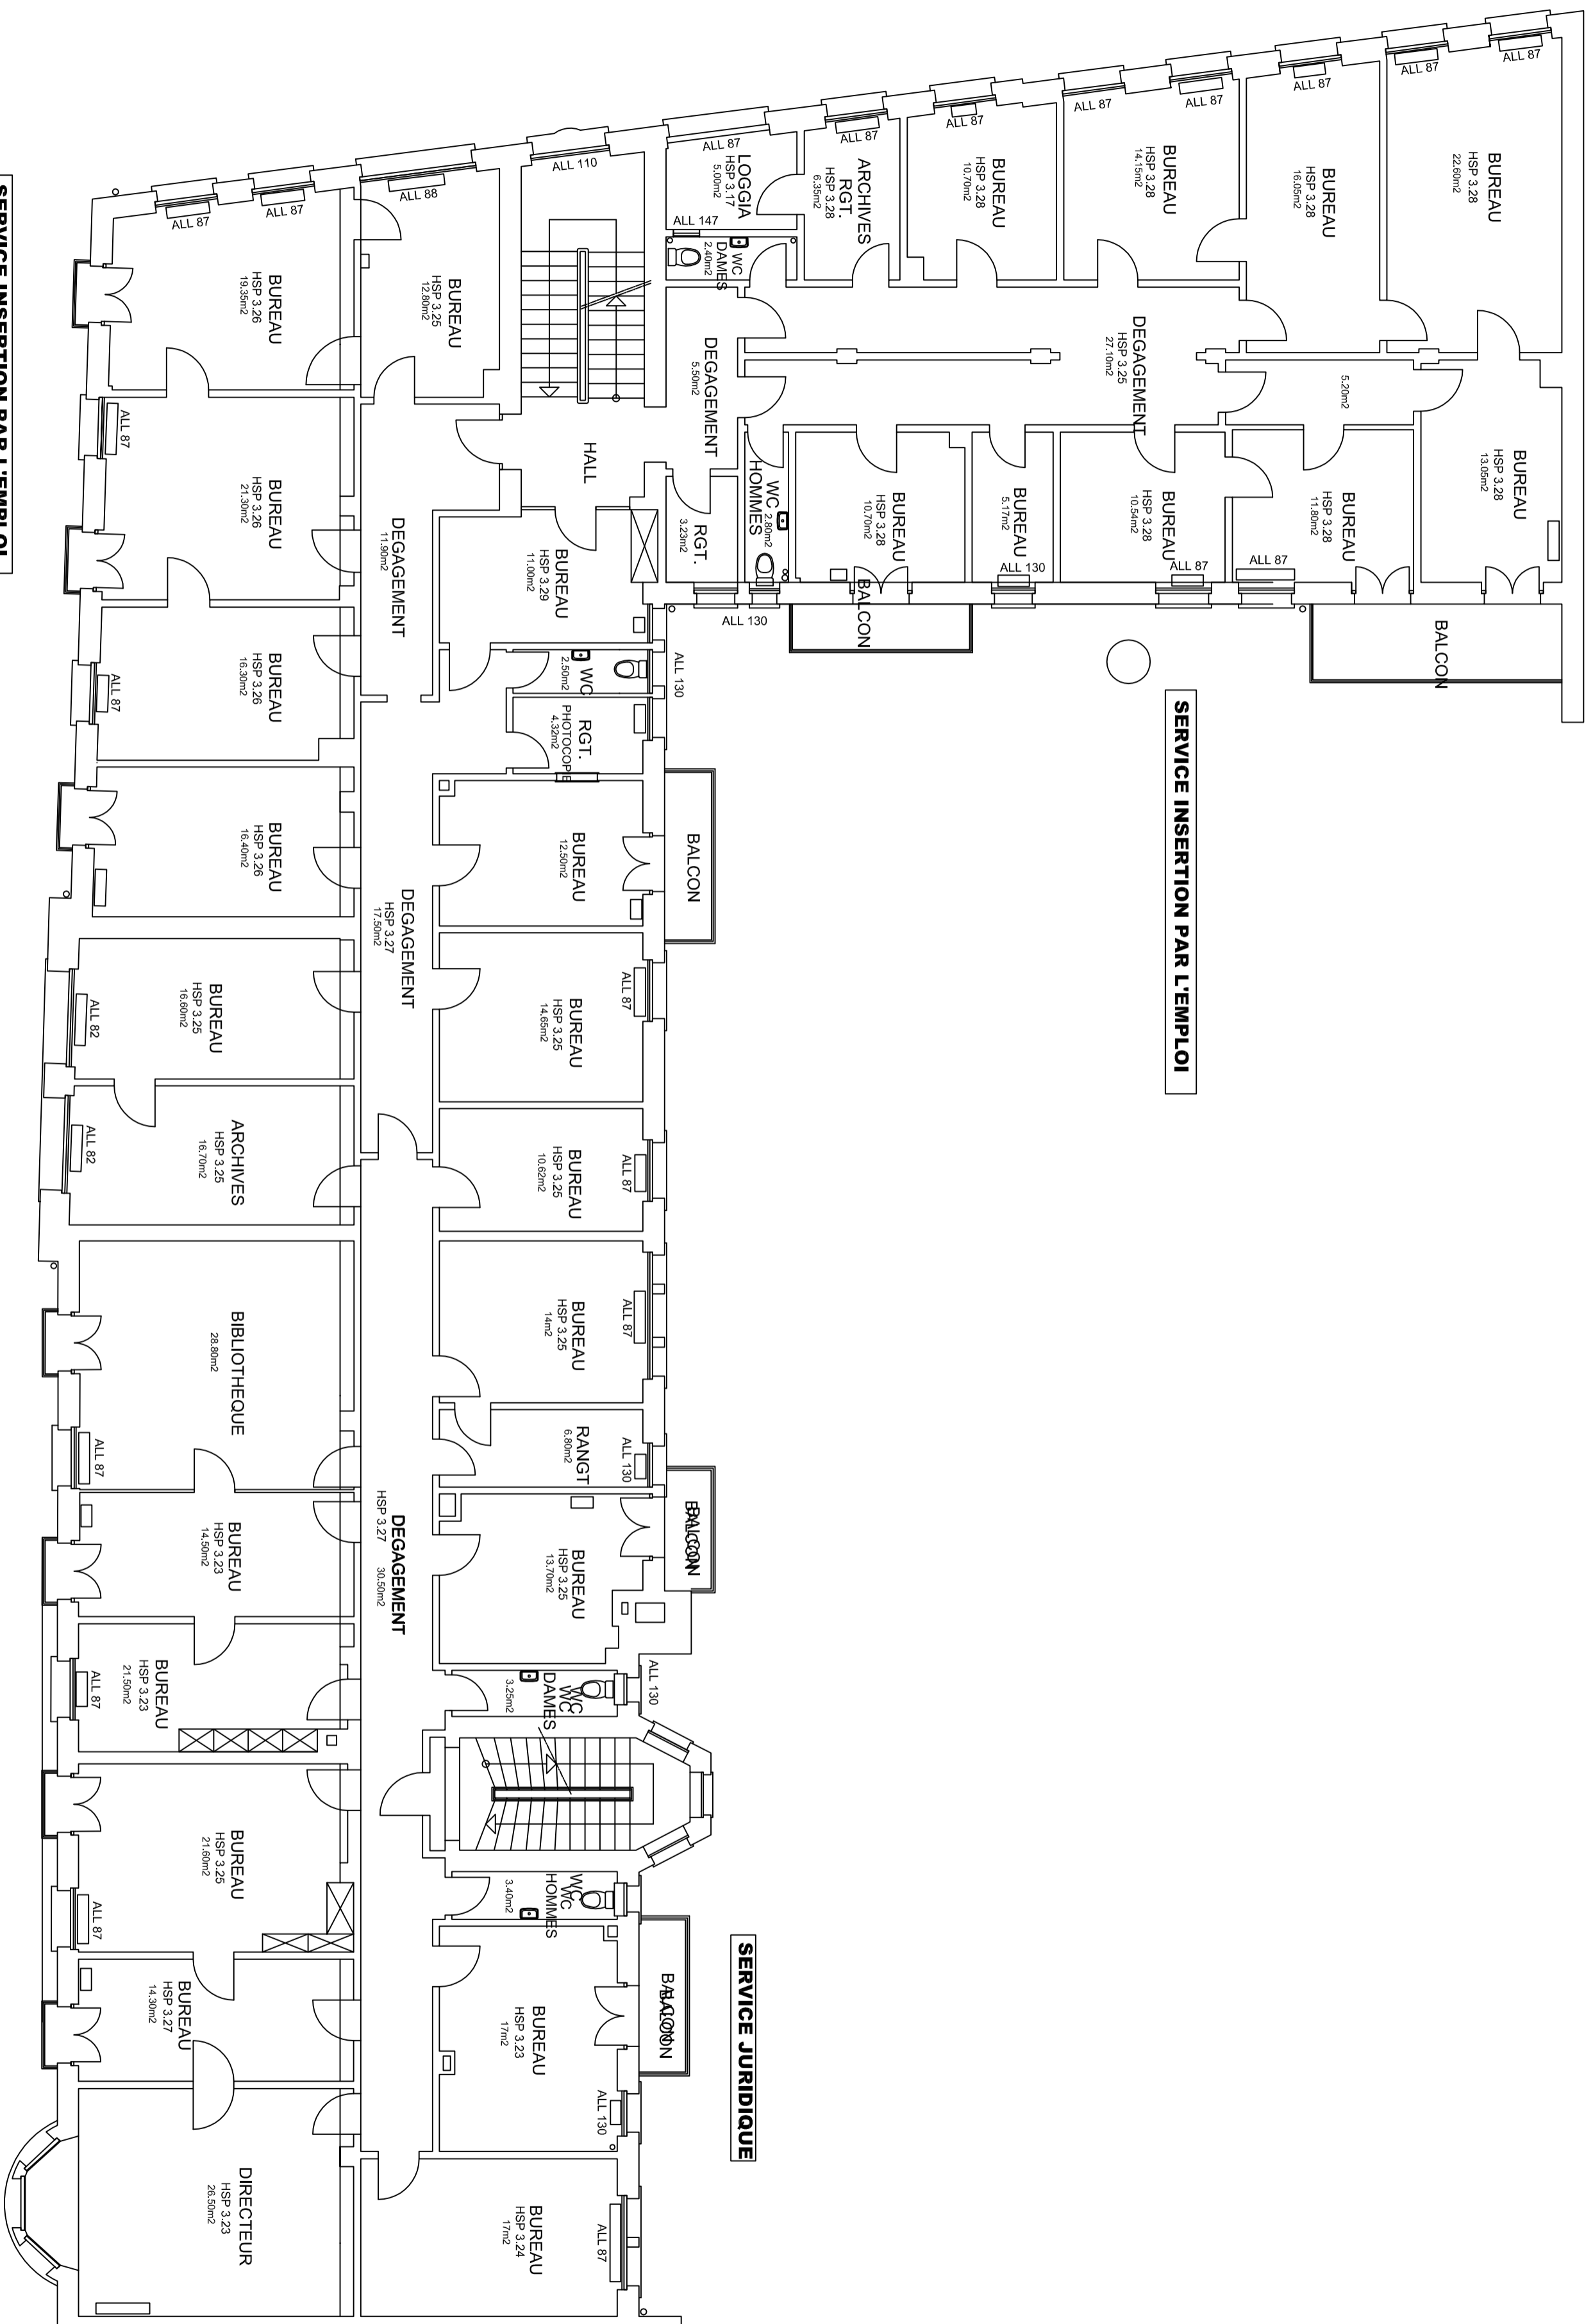 SERVICE INSERTION PAR L'EMPLOI
SERVICE INSERTION PAR L'EMPLOI
SERVICE JURIDIQUE
BUREAU
HSP 3.28
22.60m2
ALL 87
ALL 87
BUREAU
HSP 3.28
16.05m2
ALL 87
BUREAU
HSP 3.28
14.15m2
ALL 87
ALL 87
BUREAU
HSP 3.28
10.70m2
ALL 87
ARCHIVES
RGT.
HSP 3.28
6.35m2
ALL 87
LOGGIA
HSP 3.17
5.00m2
ALL 87
ALL 147
WC
DAMES
2.40m2
ALL 110
DEGAGEMENT
HSP 3.25
27.10m2
5.20m2
BUREAU
HSP 3.28
13.05m2
BUREAU
HSP 3.28
11.80m2
ALL 87
BUREAU
HSP 3.28
10.54m2
ALL 87
BUREAU
5.17m2
ALL 130
BUREAU
HSP 3.28
10.70m2
WC
HOMMES
2.80m2
RGT.
3.23m2
ALL 130
BALCON
BALCON
DEGAGEMENT
5.50m2
HALL
BUREAU
HSP 3.25
12.80m2
ALL 88
BUREAU
HSP 3.26
19.35m2
ALL 87
ALL 87
BUREAU
HSP 3.26
21.30m2
ALL 87
DEGAGEMENT
11.90m2
BUREAU
HSP 3.29
11.00m2
ALL 130
WC
2.50m2
RGT.
PHOTOCOPIE
4.32m2
BUREAU
HSP 3.26
16.30m2
ALL 87
BUREAU
HSP 3.26
16.40m2
BUREAU
12.50m2
BALCON
DEGAGEMENT
HSP 3.27
17.50m2
BUREAU
HSP 3.25
14.65m2
ALL 87
BUREAU
HSP 3.25
16.60m2
ALL 82
ARCHIVES
HSP 3.25
16.70m2
ALL 82
BUREAU
HSP 3.25
10.62m2
ALL 87
BUREAU
HSP 3.25
14m2
ALL 87
BIBLIOTHEQUE
28.80m2
ALL 87
RANGT
6.80m2
ALL 130
DEGAGEMENT
HSP 3.27
30.50m2
BUREAU
HSP 3.25
13.70m2
BALCON
BALCON
BUREAU
HSP 3.23
14.50m2
BUREAU
HSP 3.23
21.50m2
ALL 87
WC
WC
DAMES
3.25m2
ALL 130
BUREAU
HSP 3.25
21.60m2
ALL 87
WC
WC
HOMMES
3.40m2
BUREAU
HSP 3.27
14.30m2
BUREAU
HSP 3.23
17m2
ALL 130
BALCON
BALCON
DIRECTEUR
HSP 3.23
26.50m2
BUREAU
HSP 3.24
17m2
ALL 87